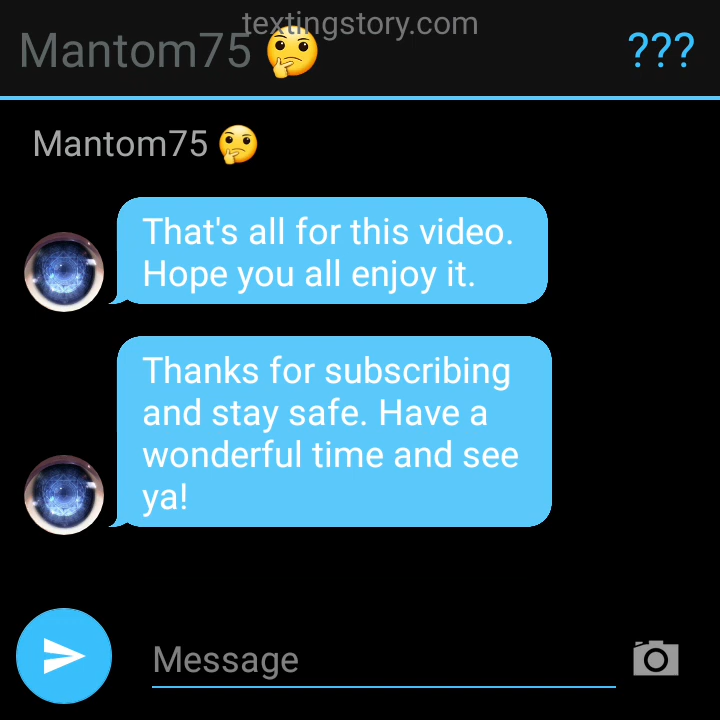 textingstory.com
Mantom75 🤔
???
Mantom75 🤔
That's all for this video.
Hope you all enjoy it.
Thanks for subscribing
and stay safe. Have a
wonderful time and see
ya!
Message